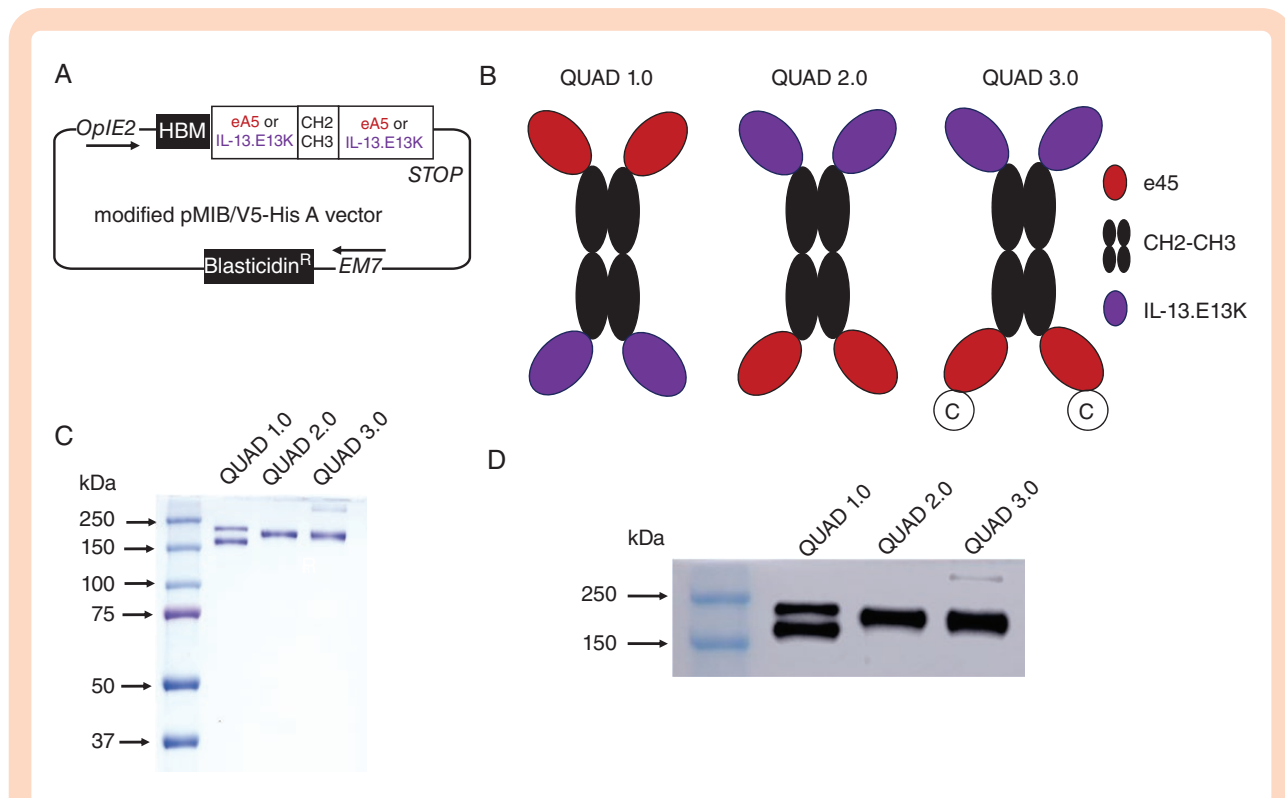 A
OpIE2
HBM
eA5 or
IL-13.E13K
CH2
CH3
eA5 or
IL-13.E13K
STOP
modified pMIB/V5-His A vector
Blasticidin^R
EM7
B
QUAD 1.0
QUAD 2.0
QUAD 3.0
e45
CH2-CH3
IL-13.E13K
C
C
C
kDa
QUAD 1.0
QUAD 2.0
QUAD 3.0
250
150
100
75
50
37
D
kDa
QUAD 1.0
QUAD 2.0
QUAD 3.0
250
150